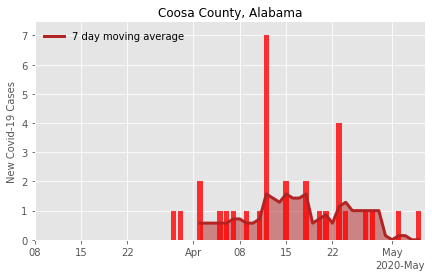 Coosa County, Alabama
7 day moving average
New Covid-19 Cases
7
6
5
4
3
2
1
0
08 15 22 Apr 08 15 22 May
2020-May